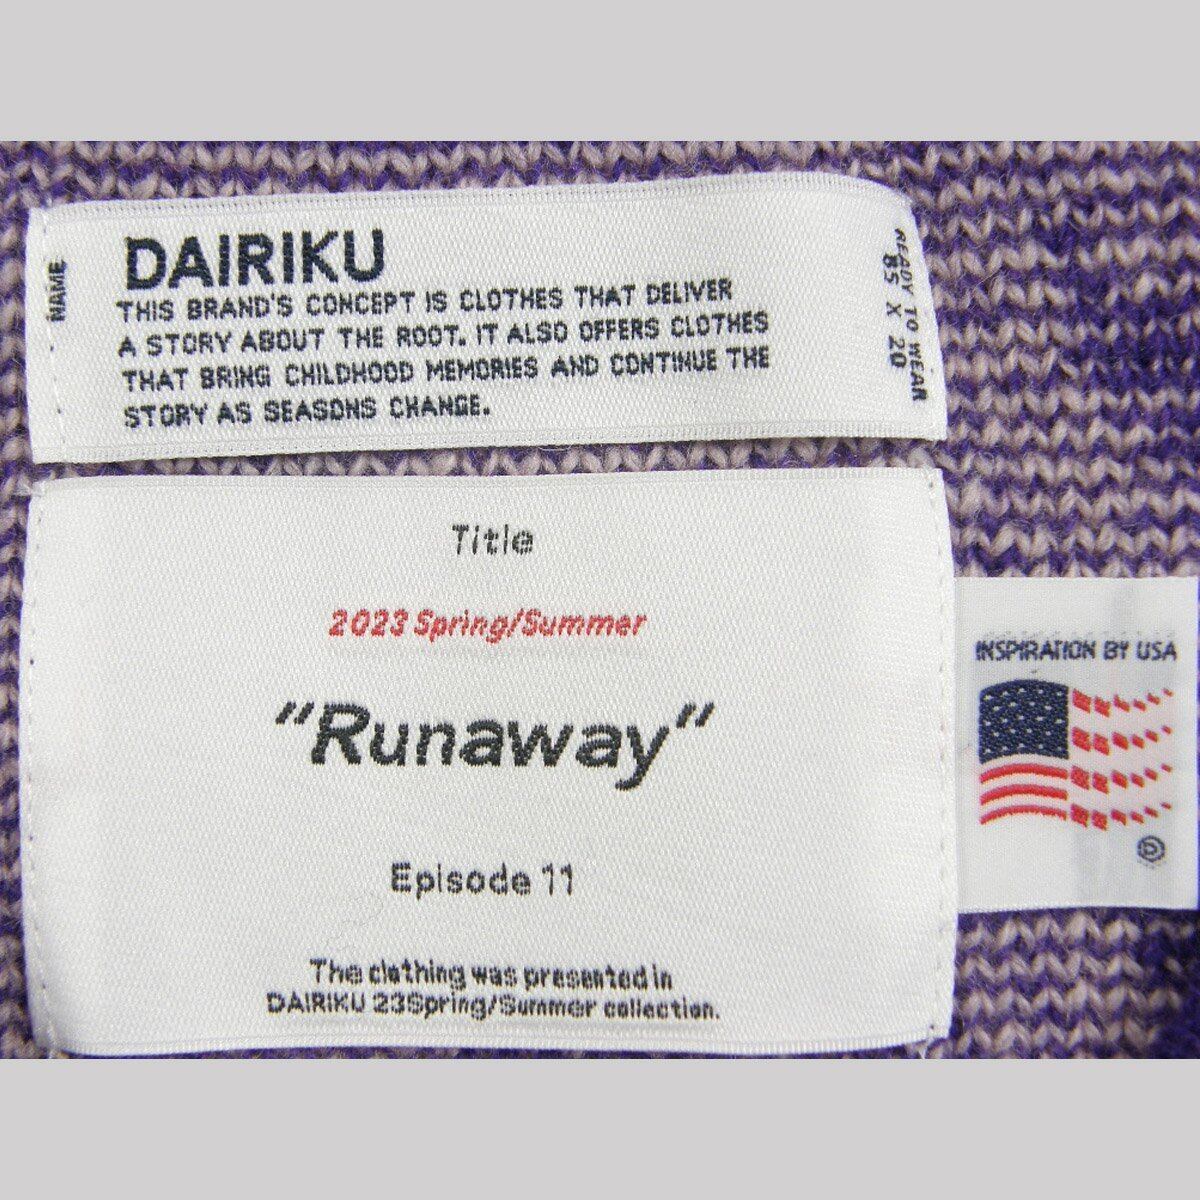 NAME
DAIRIKU
THIS BRAND'S CONCEPT IS CLOTHES THAT DELIVER
A STORY ABOUT THE ROOT. IT ALSO OFFERS CLOTHES
THAT BRING CHILDHOOD MEMORIES AND CONTINUE THE
STORY AS SEASONS CHANGE.
READY TO WEAR
85 X 20
Title
2023 Spring/Summer
"Runaway"
Episode 11
The clothing was presented in
DAIRIKU 23Spring/Summer collection.
INSPIRATION BY USA
©